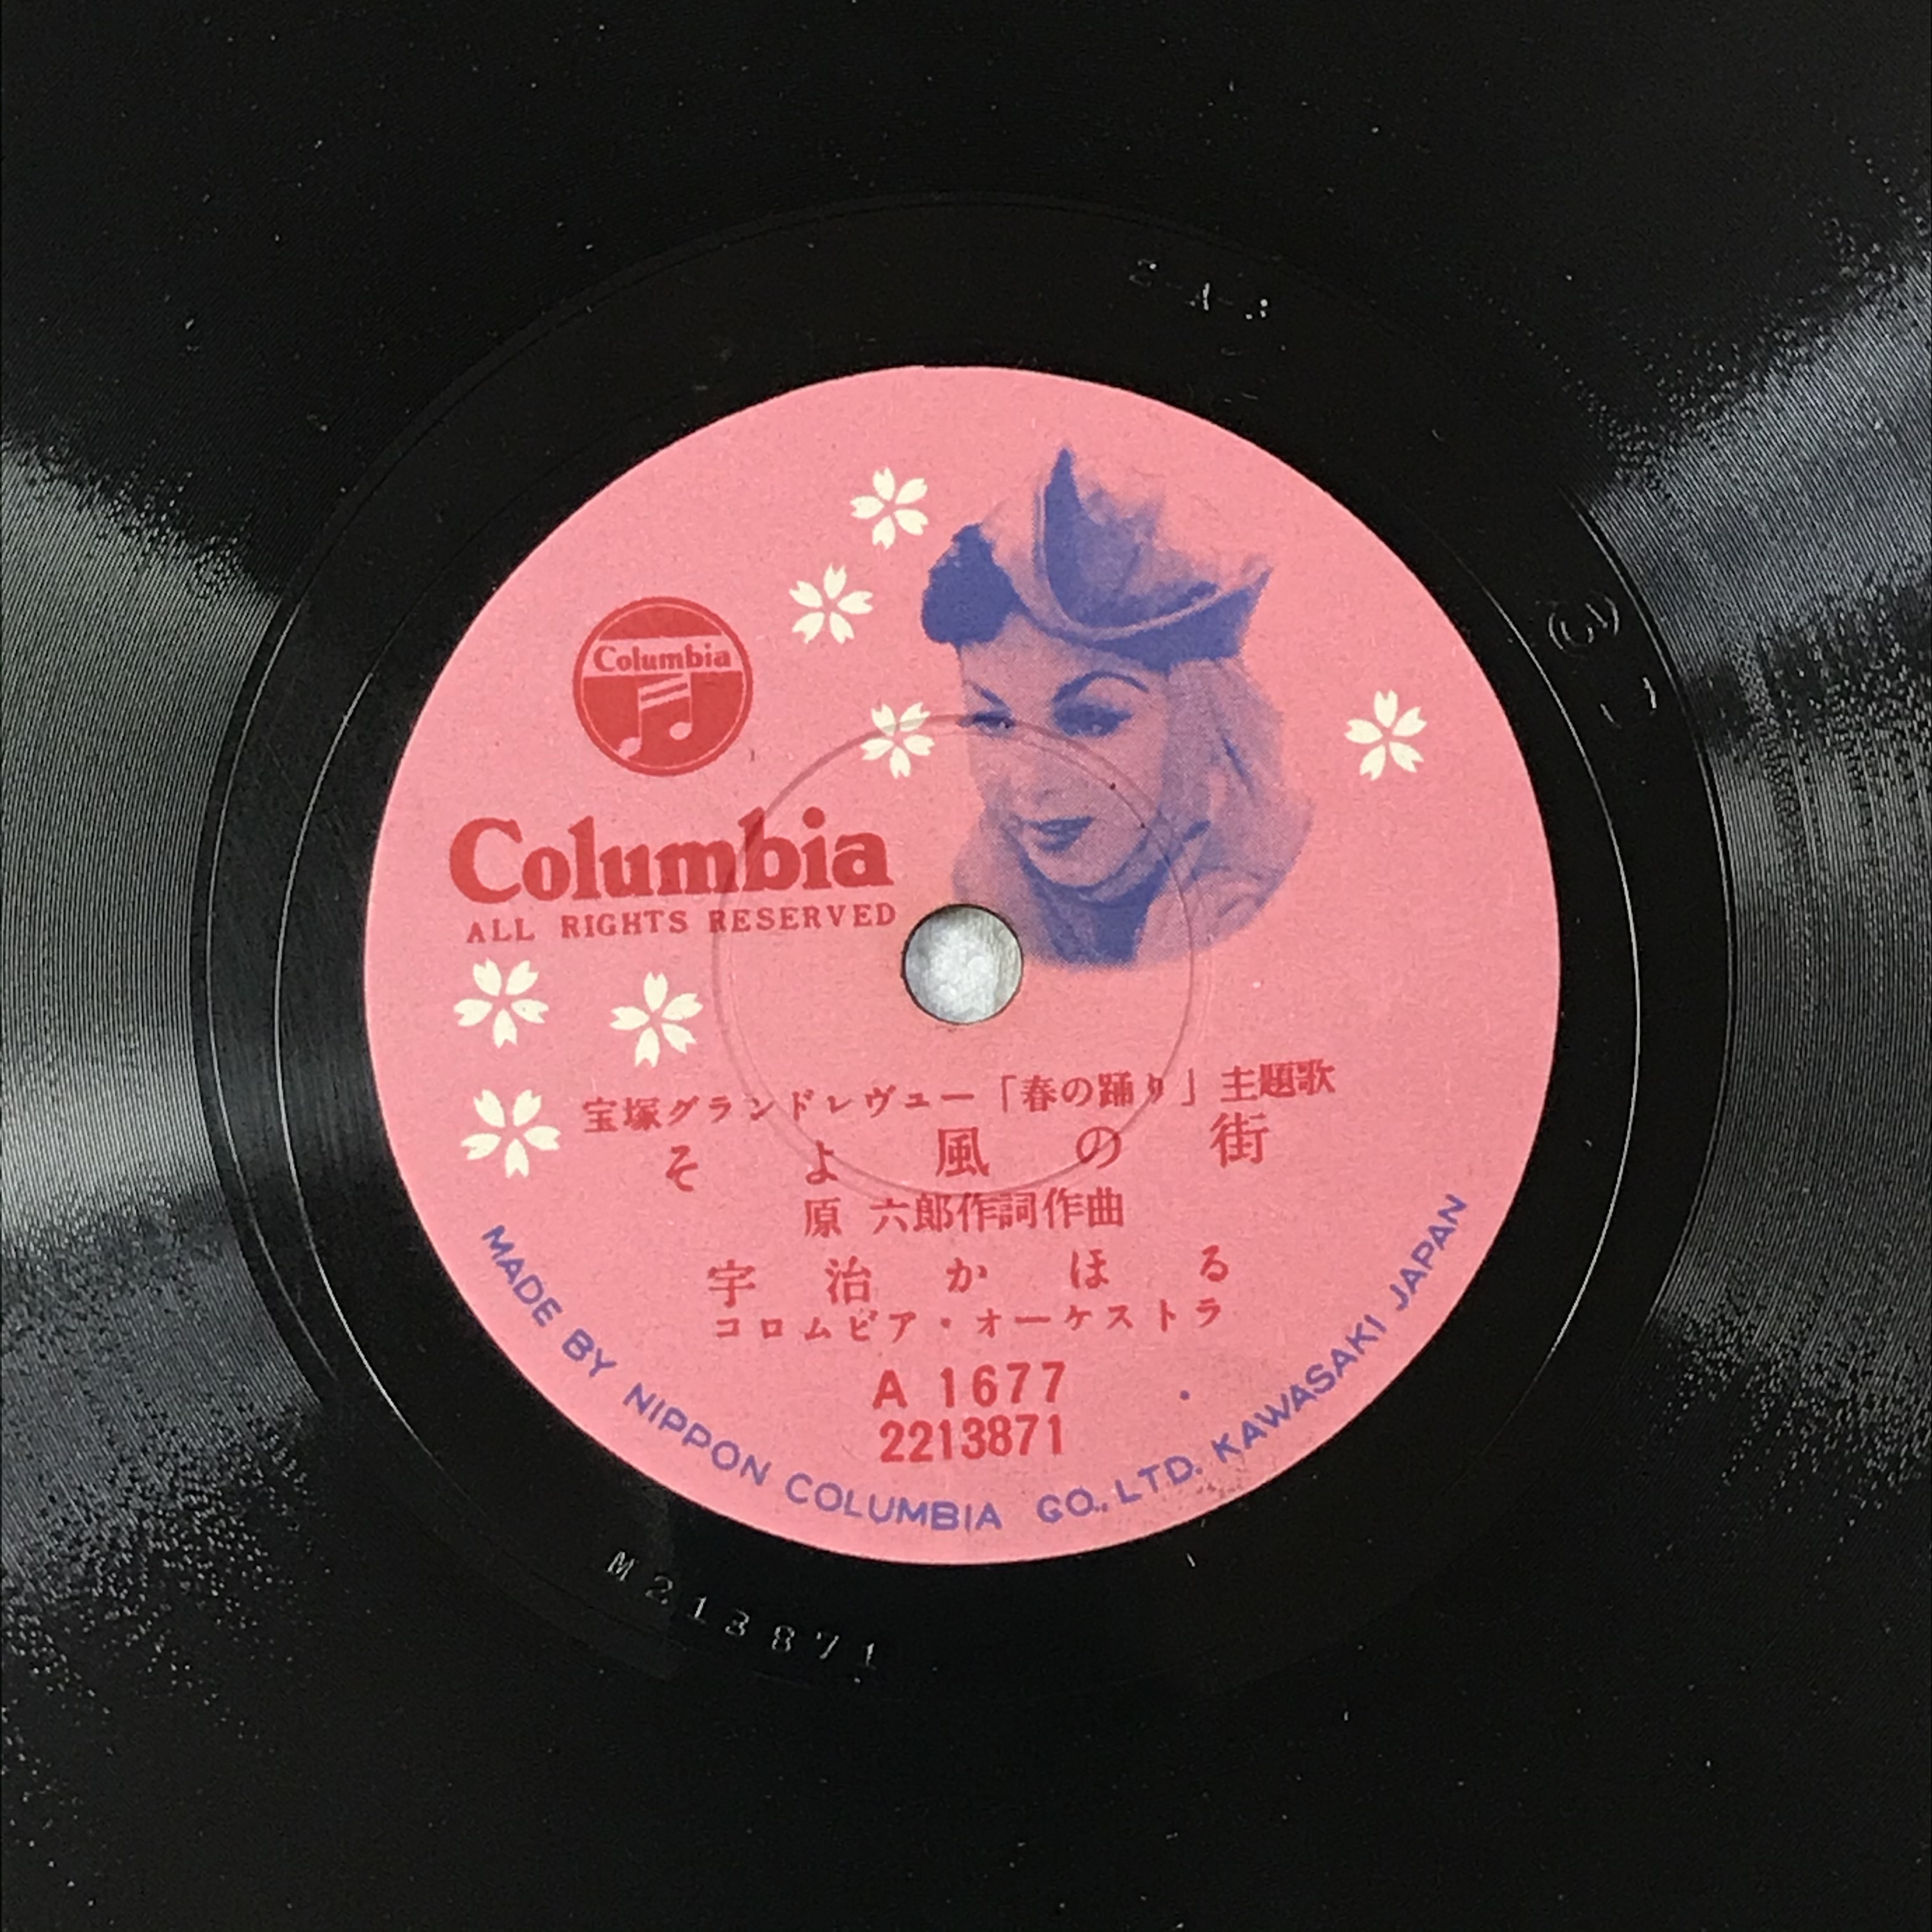 Columbia
Columbia
ALL RIGHTS RESERVED
宝塚グランドレヴュー「春の踊り」主題歌
そよ風の街
原 六郎作詞作曲
宇治かほる
コロムビア・オーケストラ
A 1677
2213871
MADE BY NIPPON COLUMBIA CO., LTD. KAWASAKI JAPAN
M213871